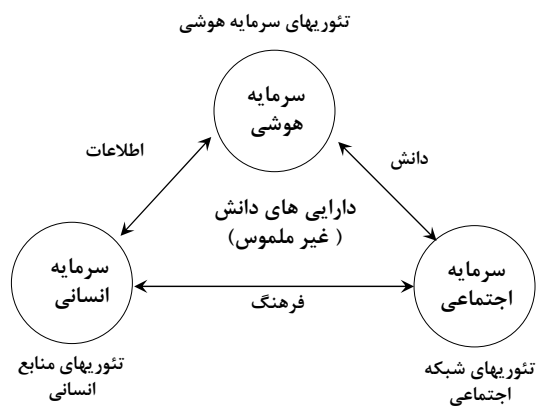 تئوریهای سرمایه هوشی
سرمایه
هوشی
اطلاعات
دانش
دارایی های دانش
( غیر ملموس)
سرمایه
انسانی
سرمایه
اجتماعی
فرهنگ
تئوریهای منابع
انسانی
تئوریهای شبکه
اجتماعی